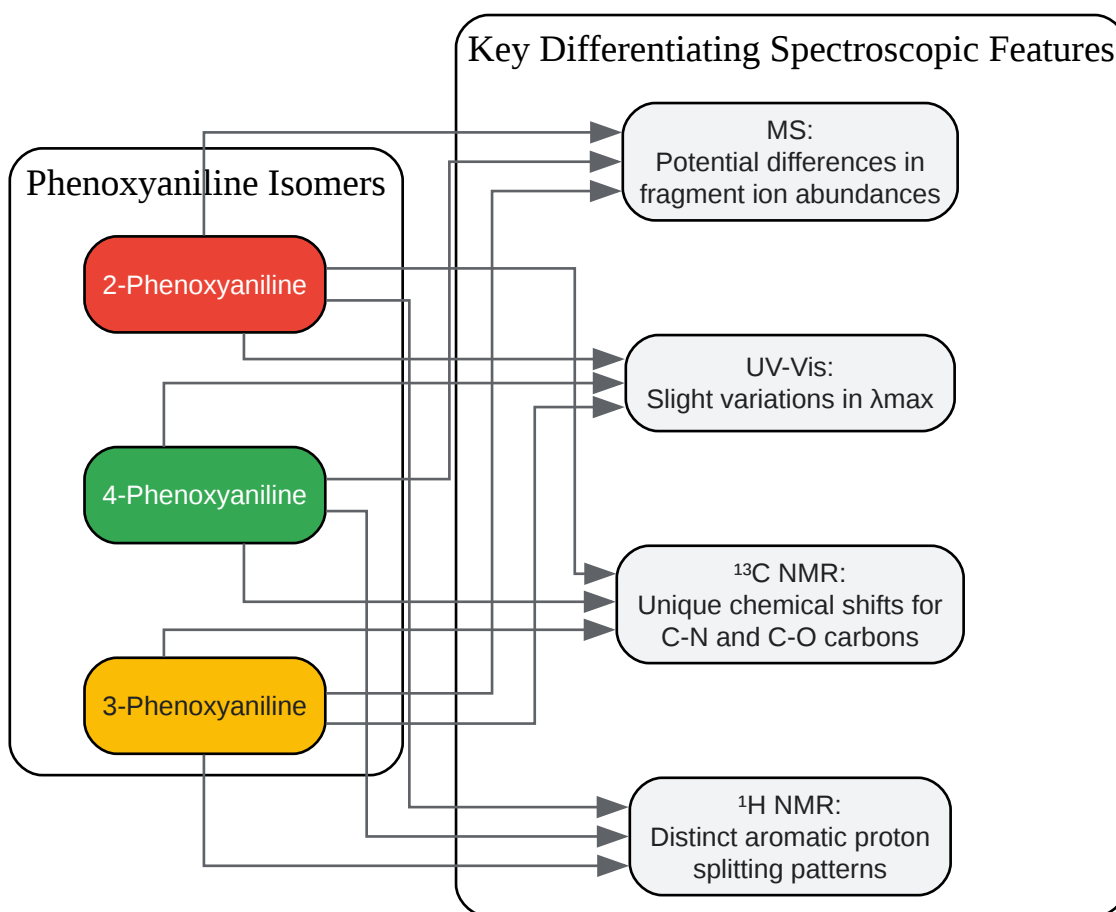 Key Differentiating Spectroscopic Features
Phenoxyaniline Isomers
2-Phenoxyaniline
4-Phenoxyaniline
3-Phenoxyaniline
MS:
Potential differences in
fragment ion abundances
UV-Vis:
Slight variations in λmax
¹³C NMR:
Unique chemical shifts for
C-N and C-O carbons
¹H NMR:
Distinct aromatic proton
splitting patterns